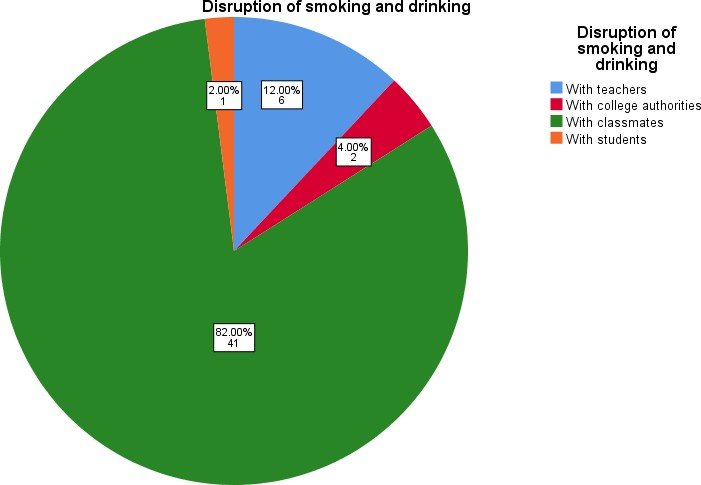 Disruption of smoking and drinking
2.00%
1
12.00%
6
4.00%
2
82.00%
41
Disruption of
smoking and
drinking
With teachers
With college authorities
With classmates
With students